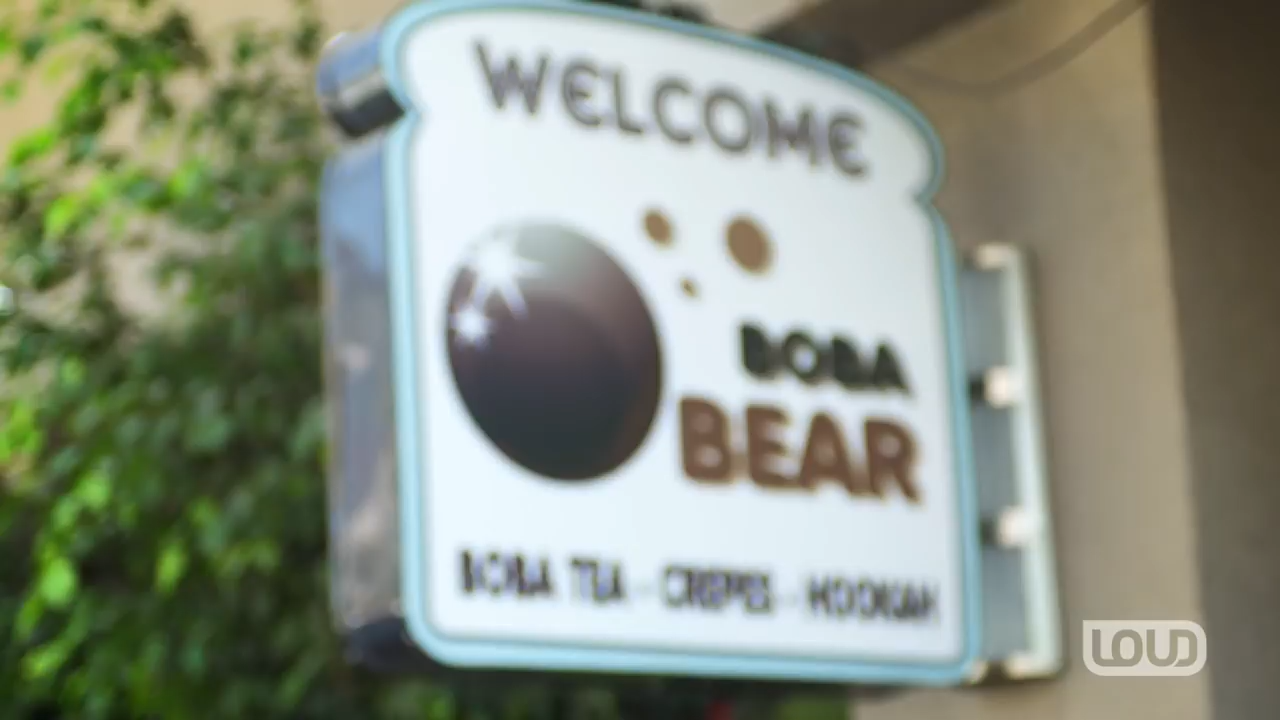 WELCOME
BOBA
BEAR
BOBA TEA - CREPES - HOOKAH
LOUD